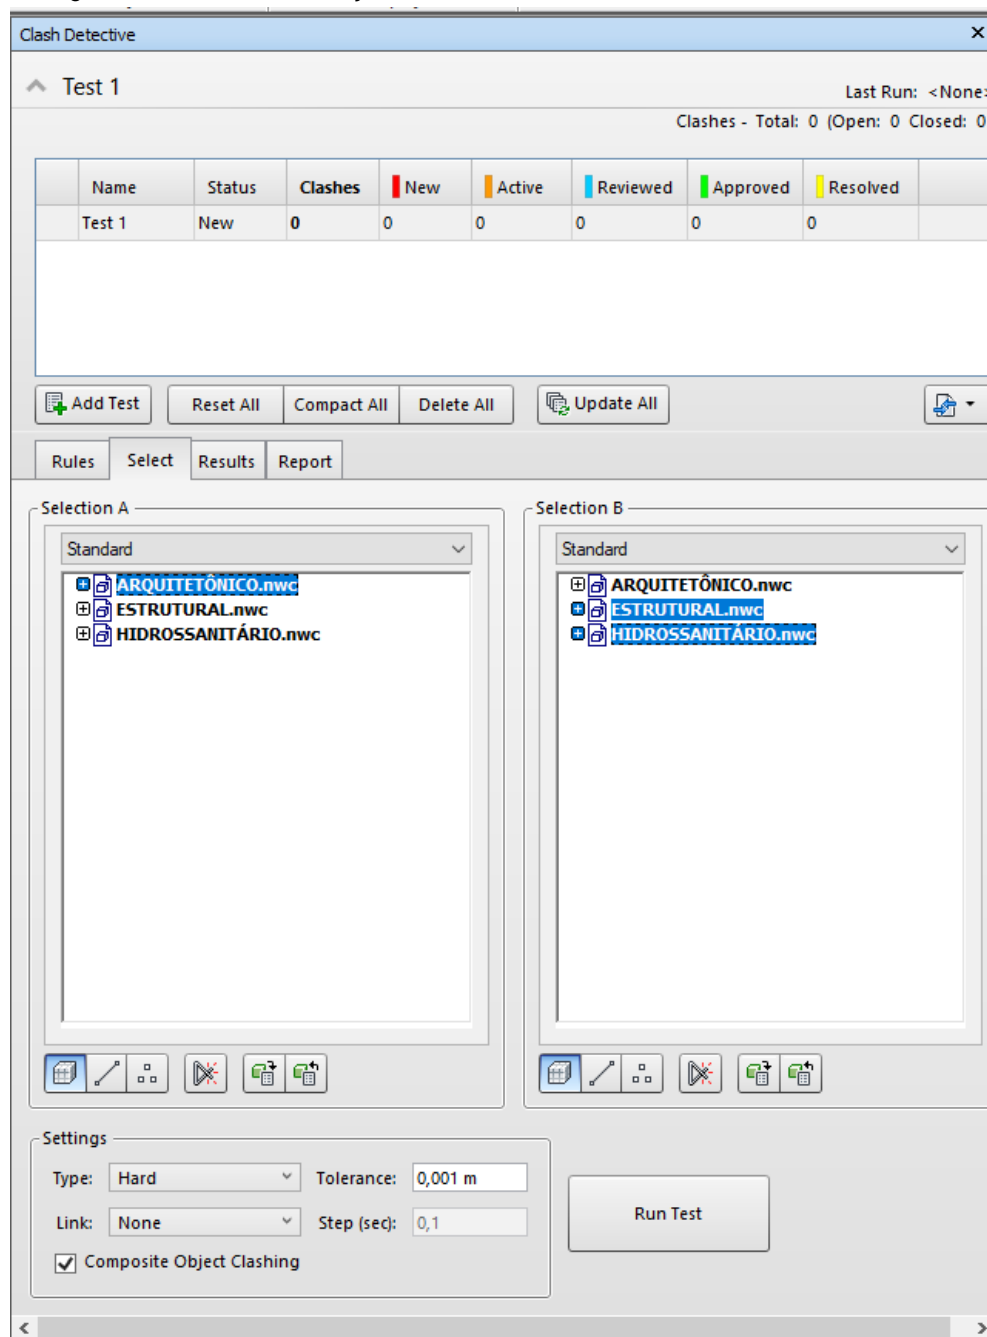 Clash Detective
Test 1
Last Run: <None>
Clashes - Total: 0 (Open: 0 Closed: 0
Name Status Clashes New Active Reviewed Approved Resolved
Test 1 New 0 0 0 0 0 0
Add Test Reset All Compact All Delete All Update All
Rules Select Results Report
Selection A
Standard
ARQUITETÔNICO.nwc
ESTRUTURAL.nwc
HIDROSSANITÁRIO.nwc
Selection B
Standard
ARQUITETÔNICO.nwc
ESTRUTURAL.nwc
HIDROSSANITÁRIO.nwc
Settings
Type: Hard Tolerance: 0,001 m
Link: None Step (sec): 0,1
Composite Object Clashing
Run Test